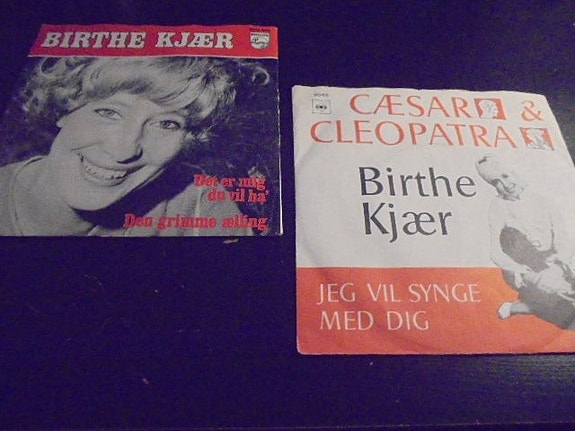 BIRTHE KJÆR
Det er mig
du vil ha'
Den grimme ælling
CÆSAR &
CLEOPATRA
Birthe
Kjær
JEG VIL SYNGE
MED DIG